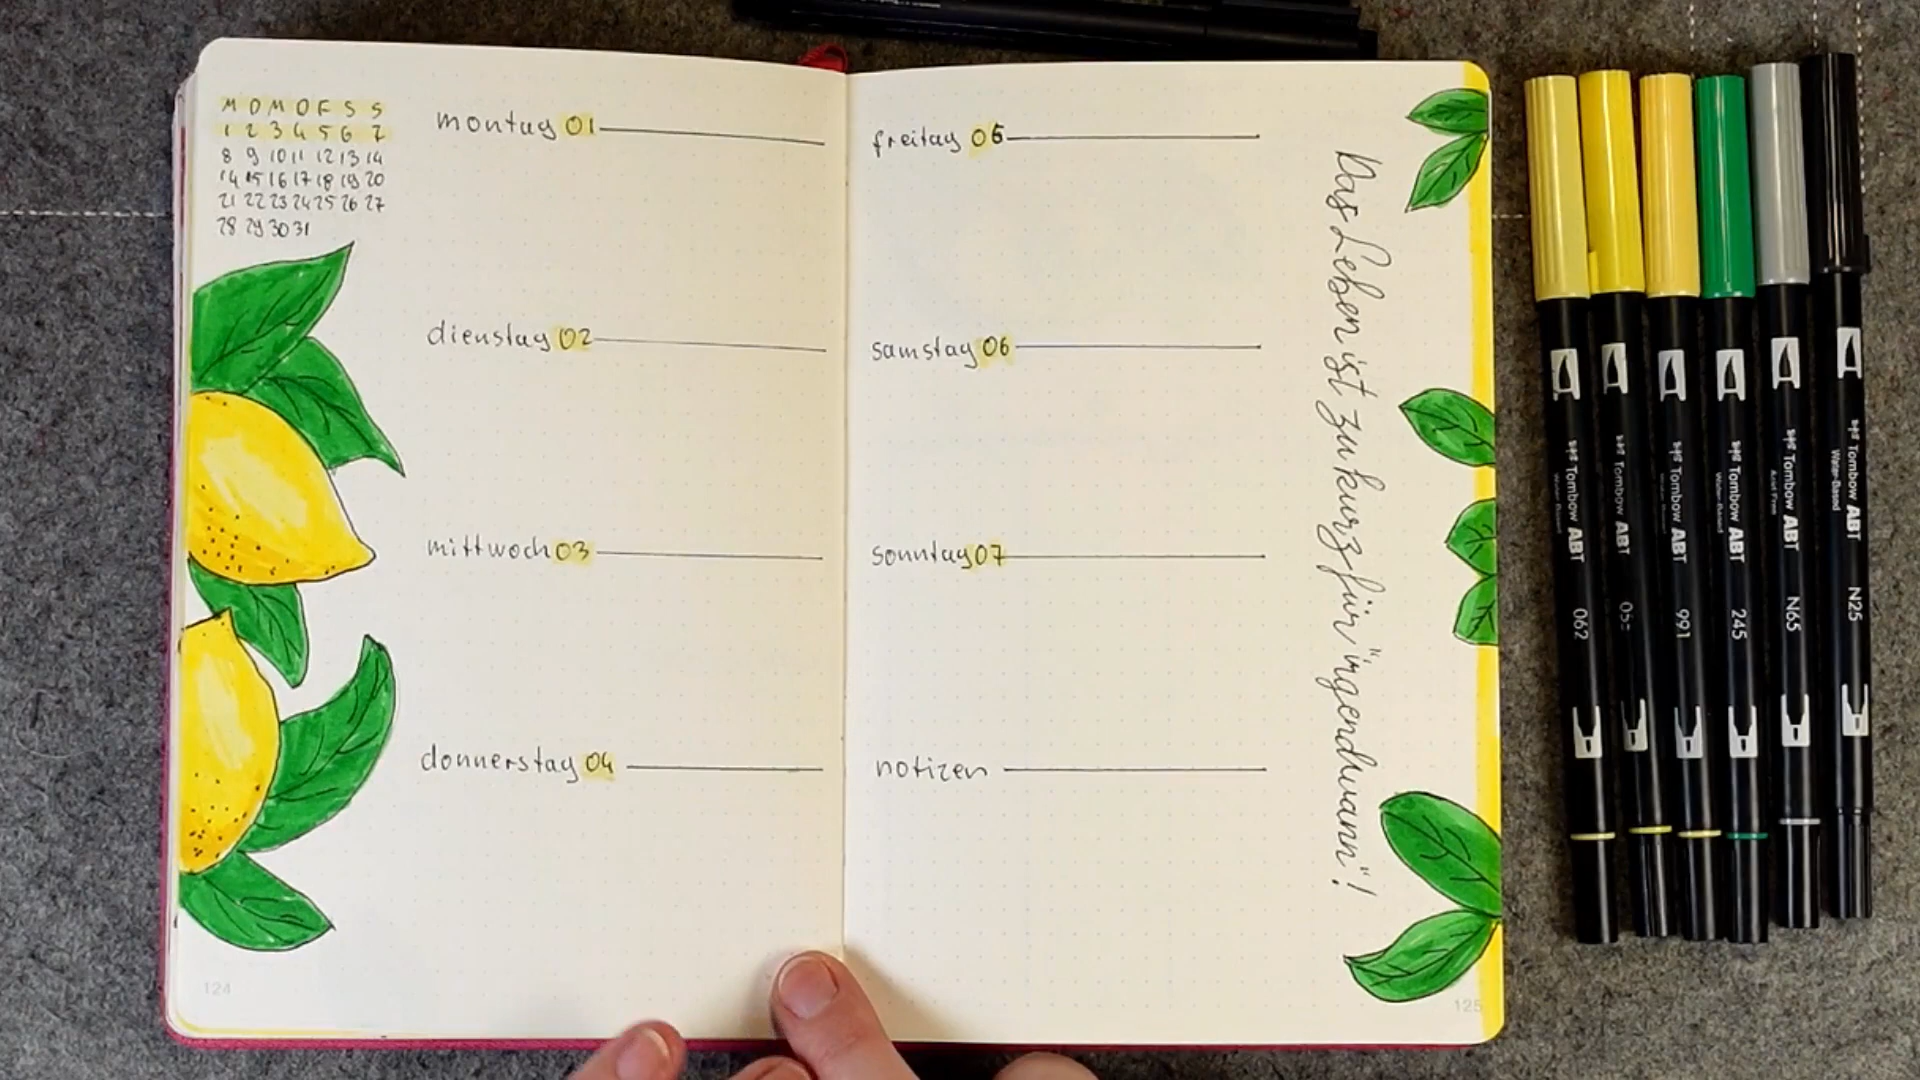 M D M D F S S
1 2 3 4 5 6 7
8 9 10 11 12 13 14
14 15 16 17 18 19 20
21 22 23 24 25 26 27
28 29 30 31
montag 01
dienstag 02
mittwoch 03
donnerstag 04
124
freitag 05
samstag 06
sonntag 07
notizen
Das Leben ist zu kurz für "irgendwann"!
125
Tombow ABT 062
Tombow ABT
Tombow ABT 991
Tombow ABT 245
Tombow ABT N65
Tombow ABT N25